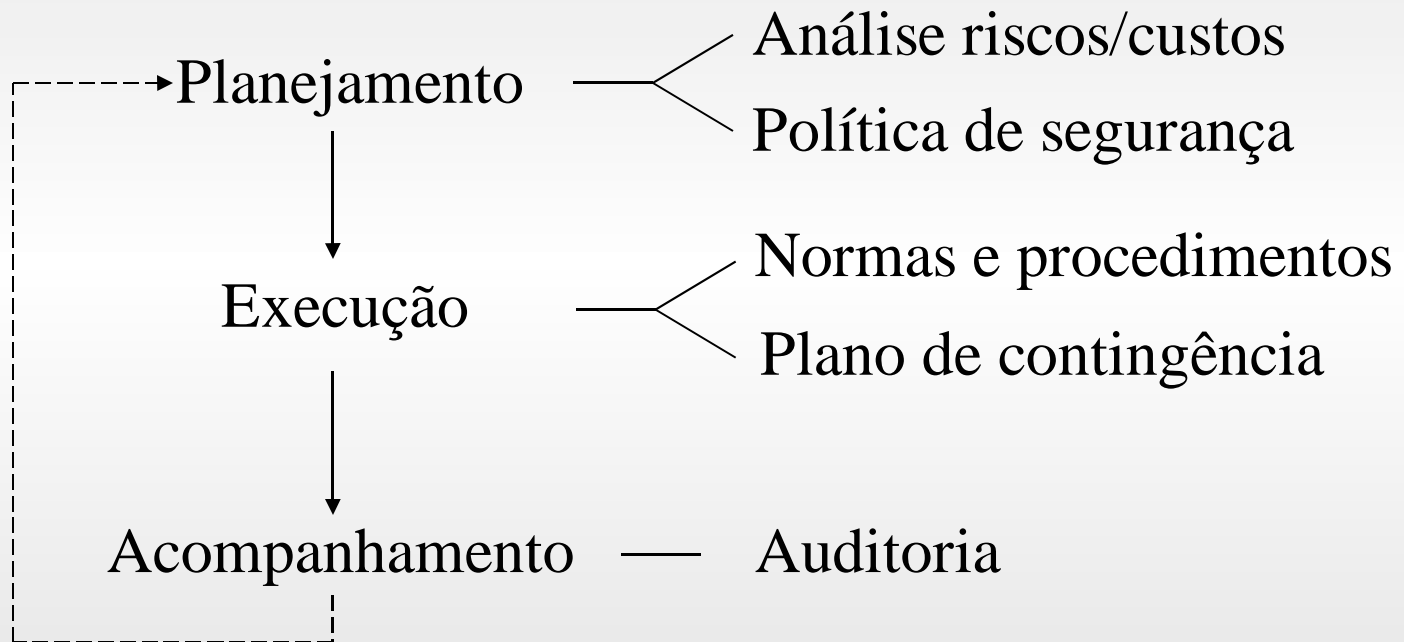 Análise riscos/custos
Planejamento
Política de segurança
Normas e procedimentos
Execução
Plano de contingência
Acompanhamento
Auditoria